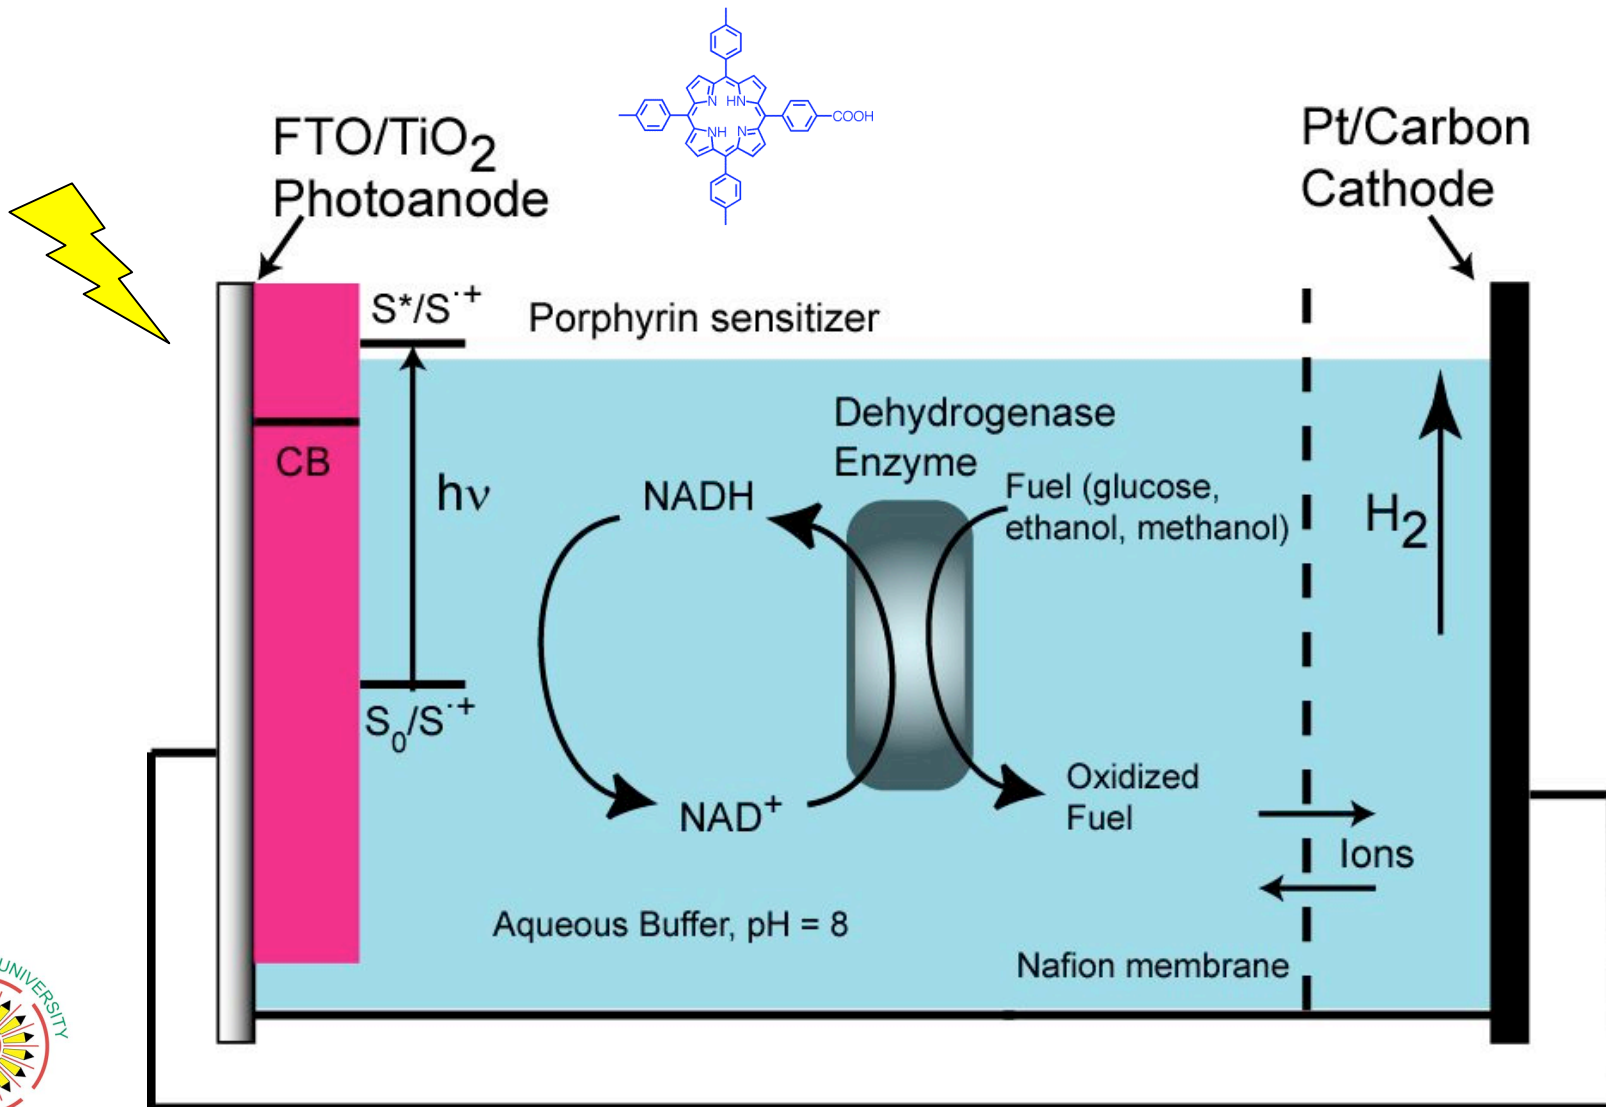 N
HN
COOH
NH
N
FTO/TiO₂
Photoanode
Pt/Carbon
Cathode
S*/S˙⁺
Porphyrin sensitizer
CB
hν
Dehydrogenase
Enzyme
NADH
Fuel (glucose,
ethanol, methanol)
H₂
S₀/S˙⁺
NAD⁺
Oxidized
Fuel
Ions
Aqueous Buffer, pH = 8
Nafion membrane
UNIVERSITY